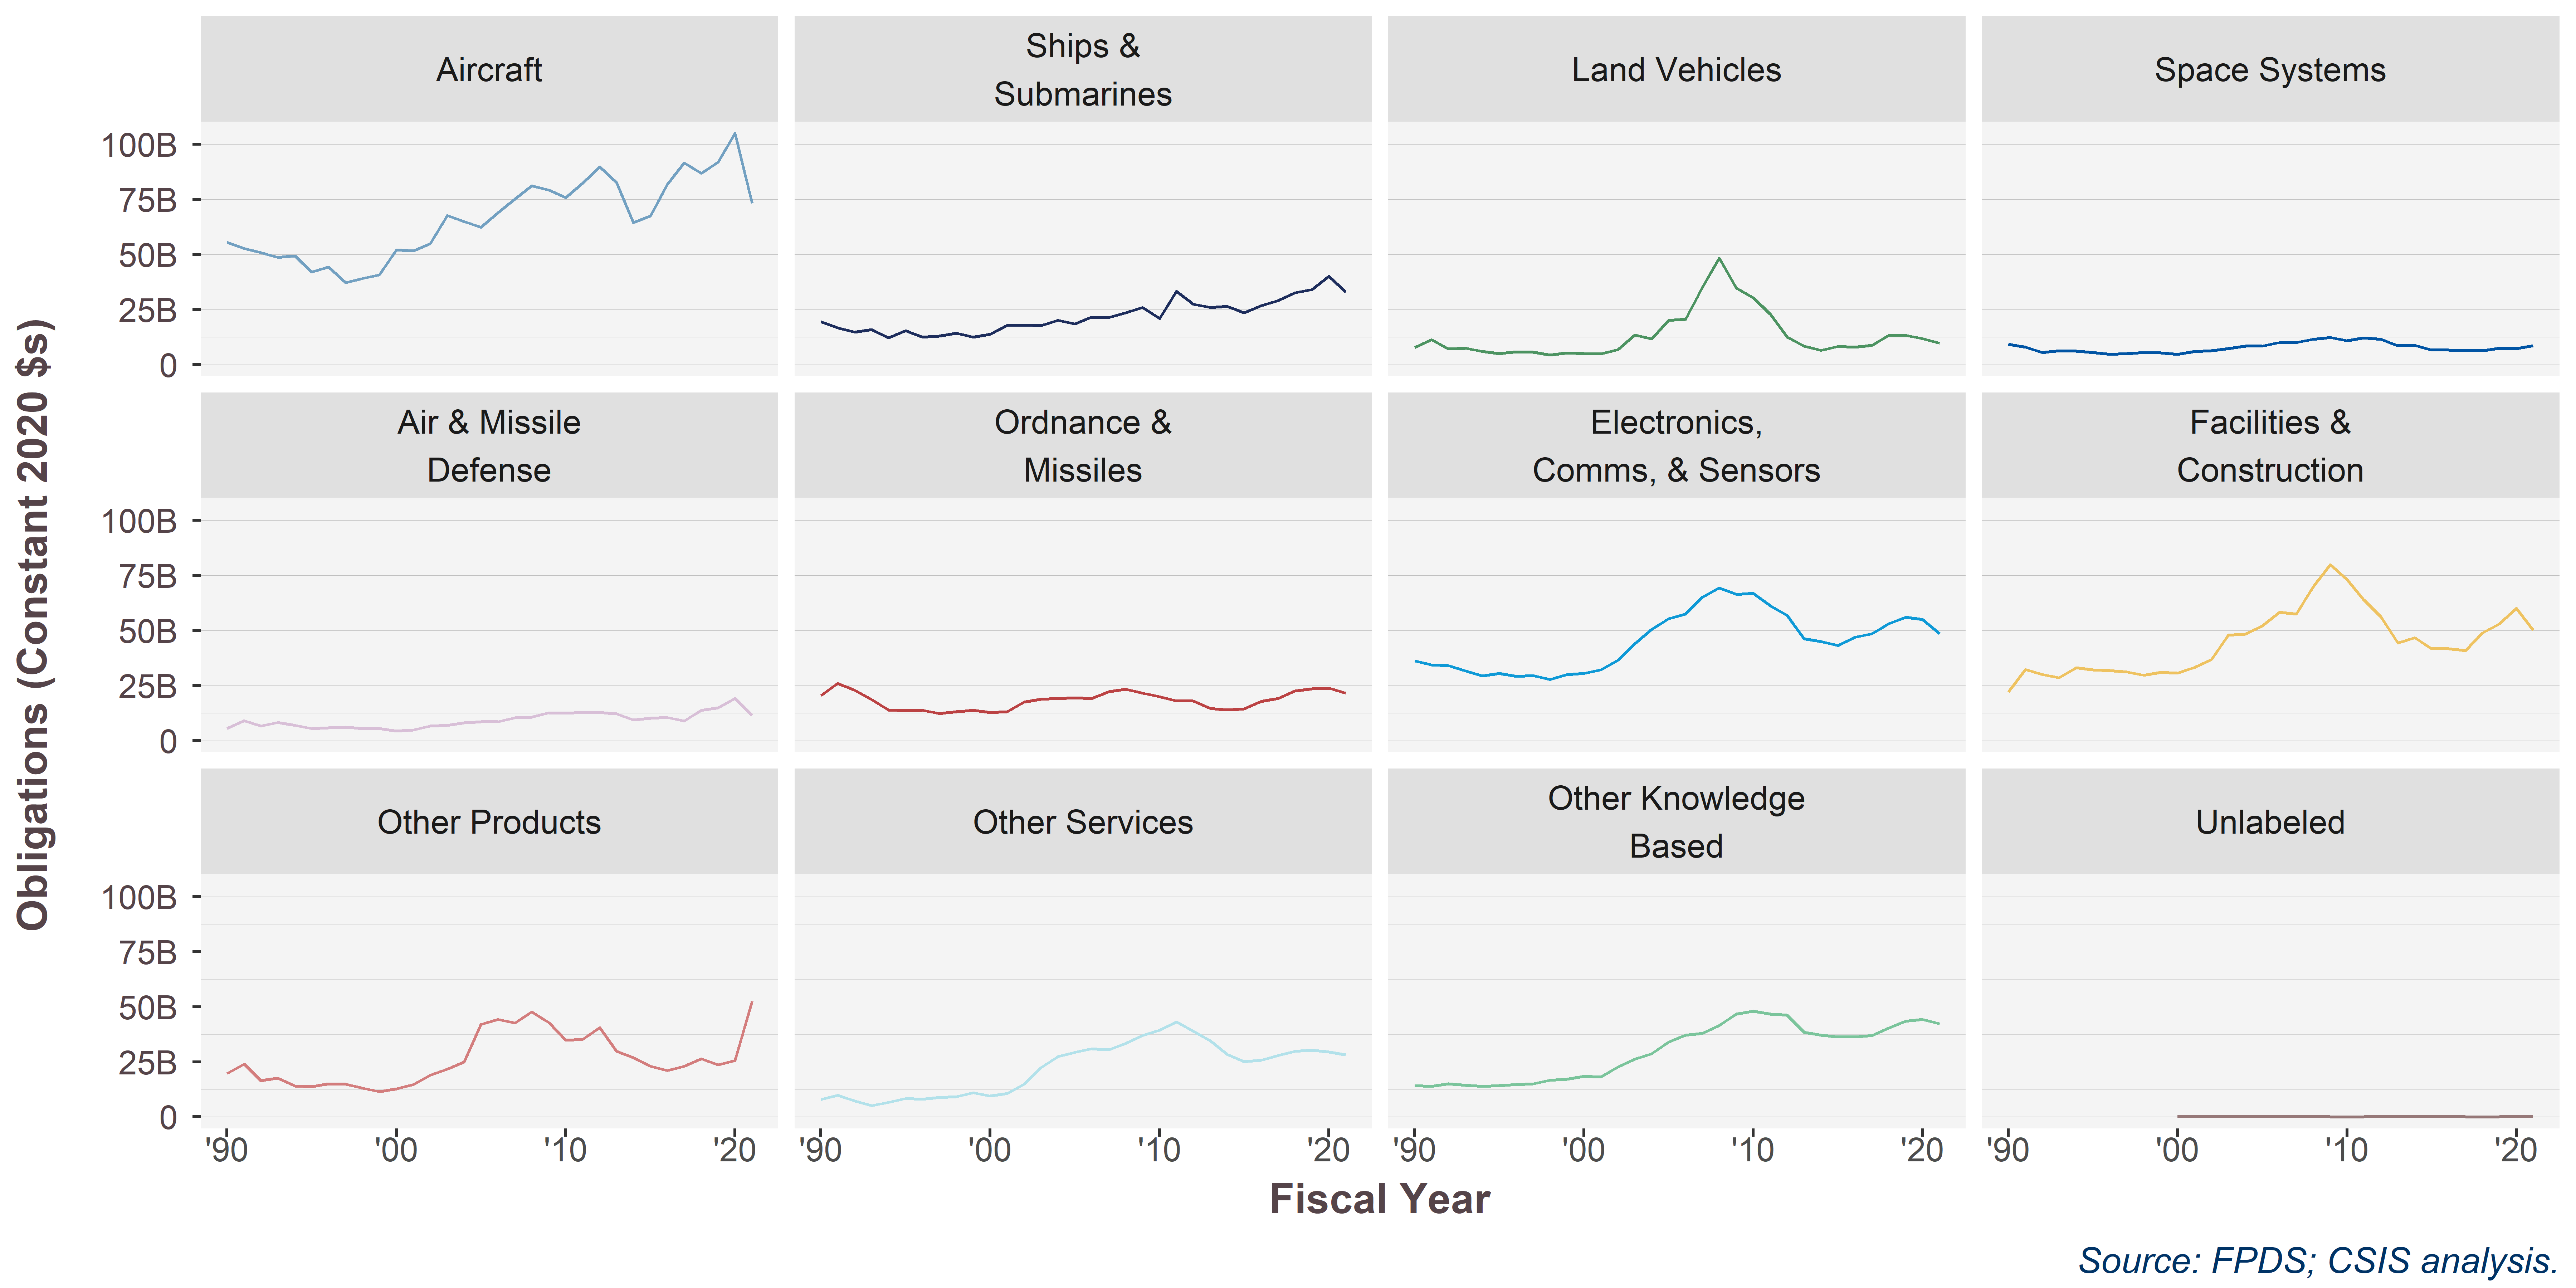 Aircraft
Ships &
Submarines
Land Vehicles
Space Systems
100B
75B
50B
25B
0
Air & Missile
Defense
Ordnance &
Missiles
Electronics,
Comms, & Sensors
Facilities &
Construction
100B
75B
50B
25B
0
Other Products
Other Services
Other Knowledge
Based
Unlabeled
100B
75B
50B
25B
0
'90 '00 '10 '20 '90 '00 '10 '20 '90 '00 '10 '20 '90 '00 '10 '20
Obligations (Constant 2020 $s)
Fiscal Year
Source: FPDS; CSIS analysis.